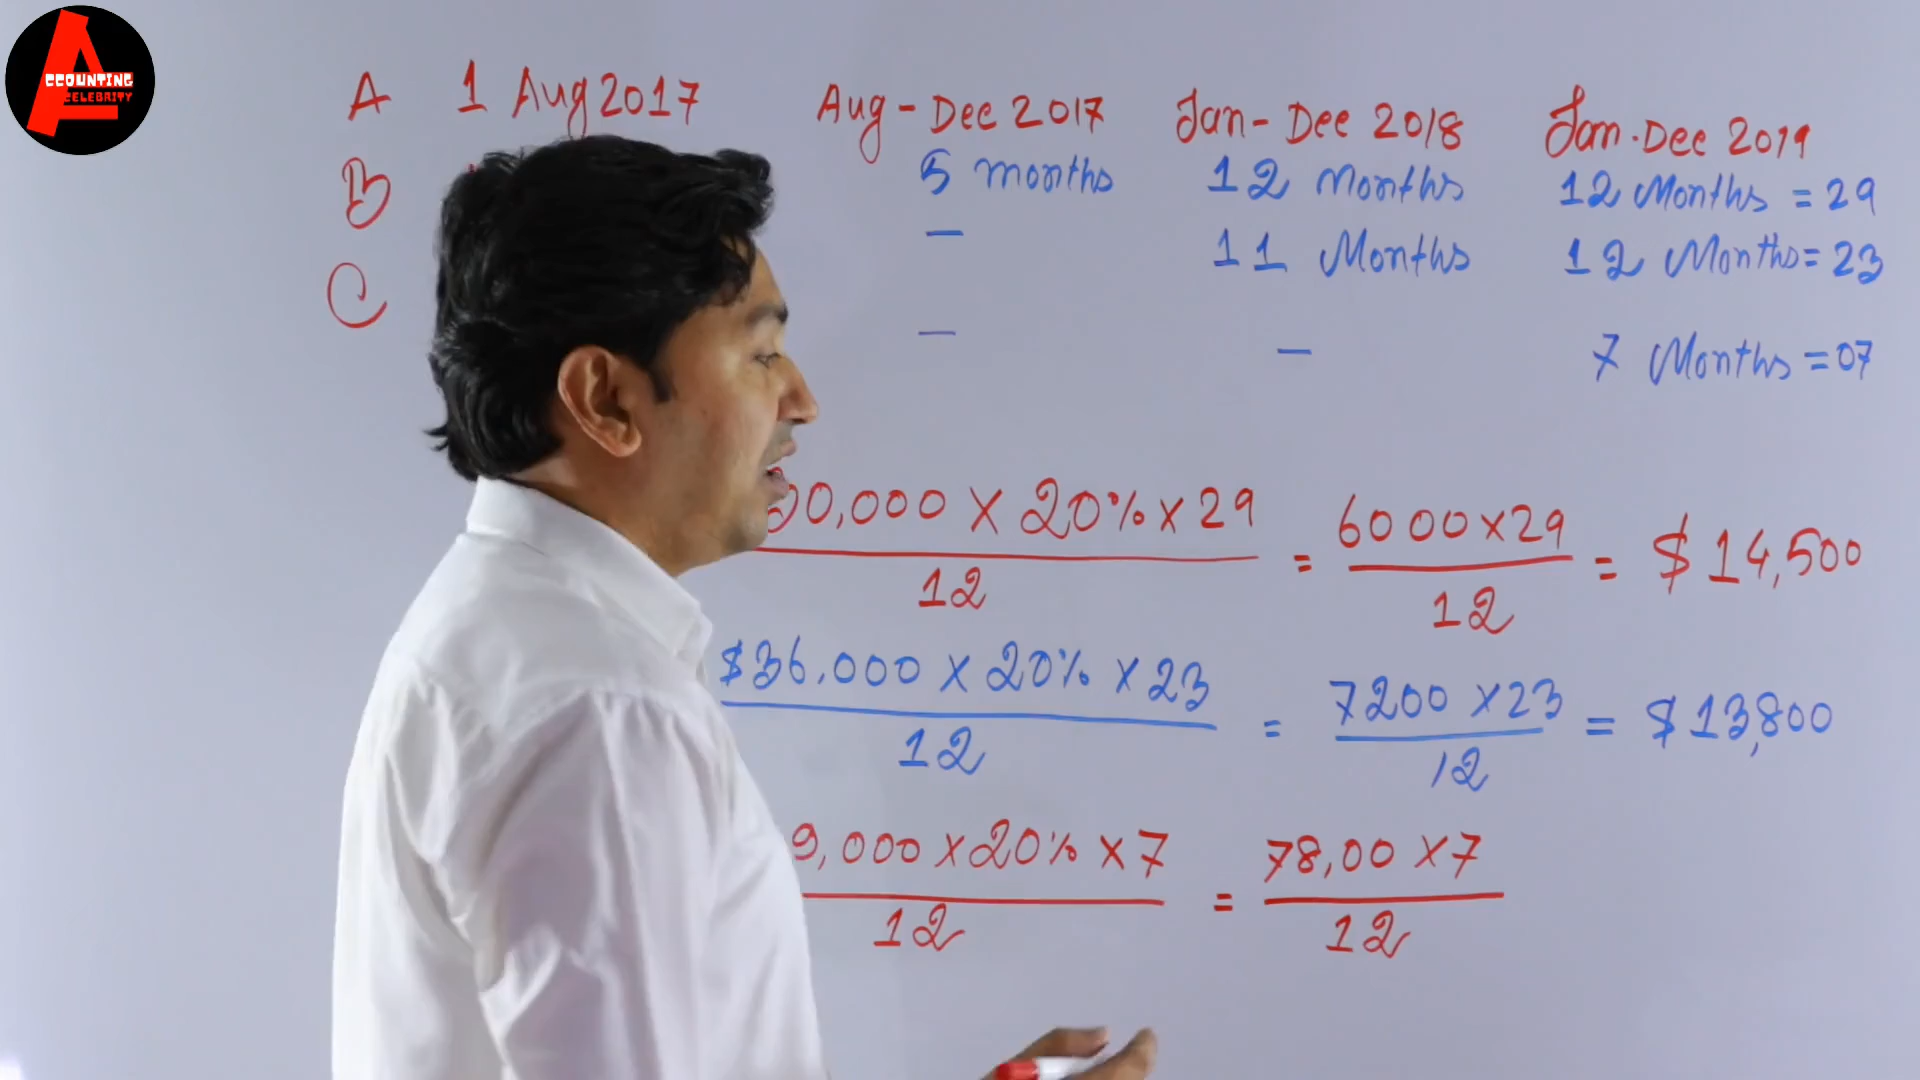 CCOUNTING
CELEBRITY
A 1 Aug 2017 Aug - Dec 2017 Jan - Dec 2018 Jan-Dec 2019
5 months 12 Months 12 Months = 29
B - 11 Months 12 Months = 23
C - - 7 Months = 07
00,000 X 20% X 29 = 6000 X 29 = $ 14,500
12 12
$36,000 X 20% X 23 = 7200 X 23 = $ 13,800
12 12
9,000 X 20% X 7 = 78,00 X 7
12 12